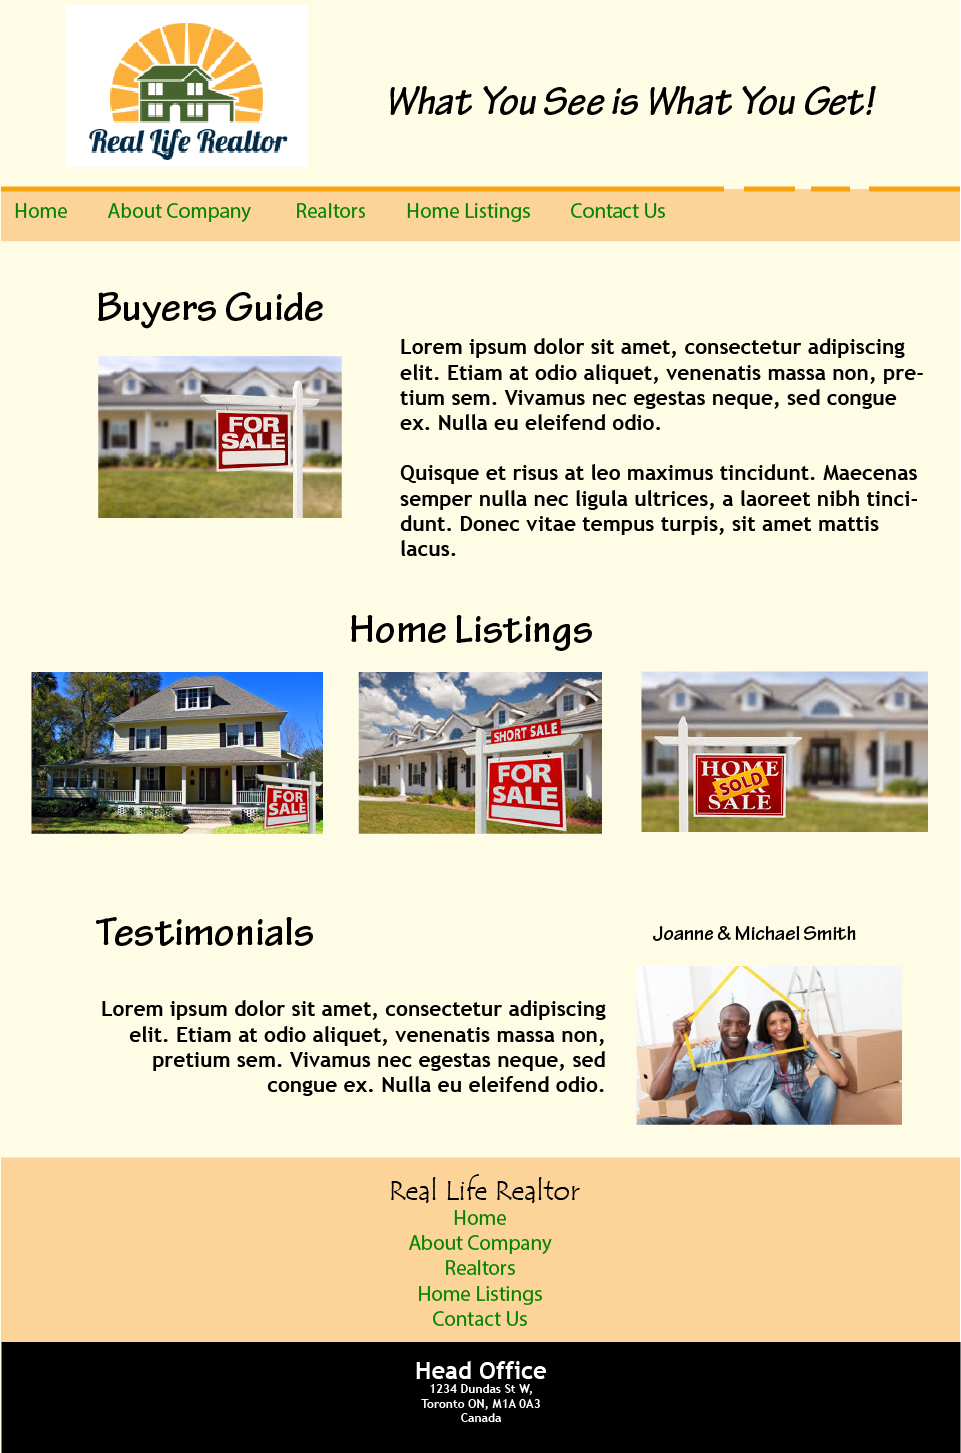 Real Life Realtor
What You See is What You Get!
Home About Company Realtors Home Listings Contact Us
Buyers Guide
FOR
SALE
Lorem ipsum dolor sit amet, consectetur adipiscing
elit. Etiam at odio aliquet, venenatis massa non, pre-
tium sem. Vivamus nec egestas neque, sed congue
ex. Nulla eu eleifend odio.
Quisque et risus at leo maximus tincidunt. Maecenas
semper nulla nec ligula ultrices, a laoreet nibh tinci-
dunt. Donec vitae tempus turpis, sit amet mattis
lacus.
Home Listings
FOR
SALE
SHORT SALE
FOR
SALE
HOME
SOLD
SALE
Testimonials
Joanne & Michael Smith
Lorem ipsum dolor sit amet, consectetur adipiscing
elit. Etiam at odio aliquet, venenatis massa non,
pretium sem. Vivamus nec egestas neque, sed
congue ex. Nulla eu eleifend odio.
Real Life Realtor
Home
About Company
Realtors
Home Listings
Contact Us
Head Office
1234 Dundas St W,
Toronto ON, M1A 0A3
Canada